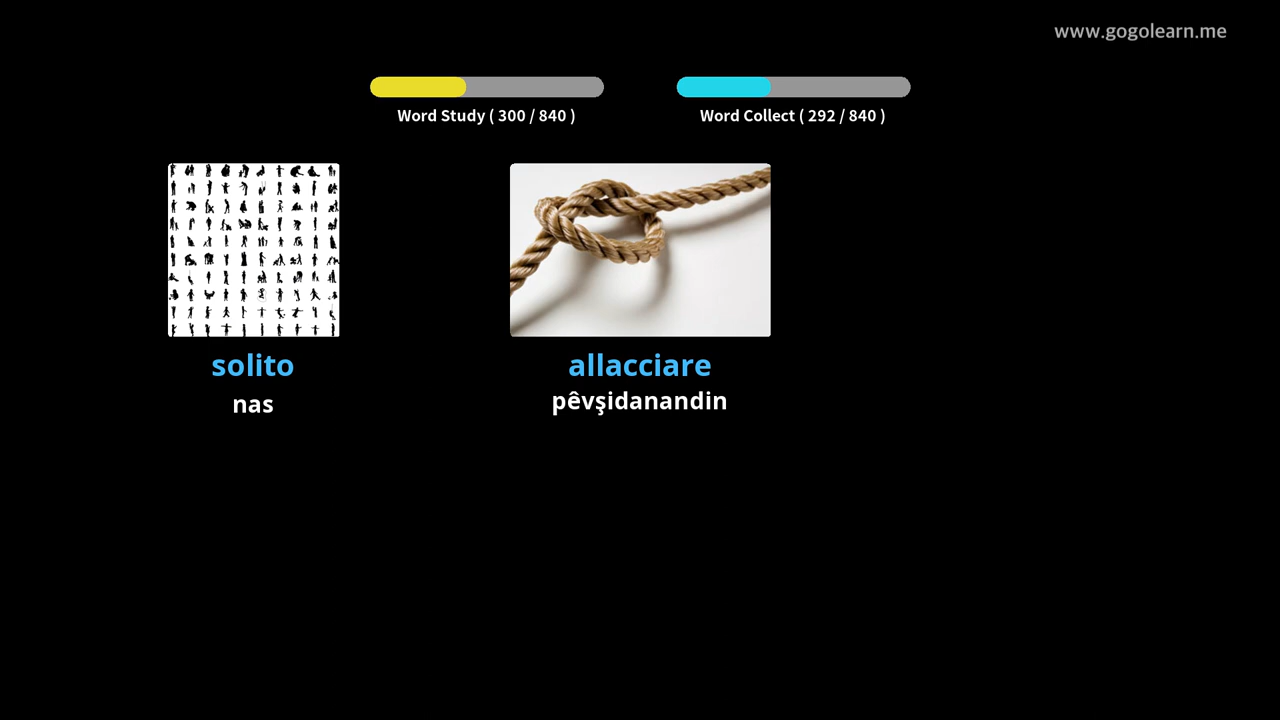 www.gogolearn.me
Word Study ( 300 / 840 )
Word Collect ( 292 / 840 )
solito
nas
allacciare
pêvşidanandin